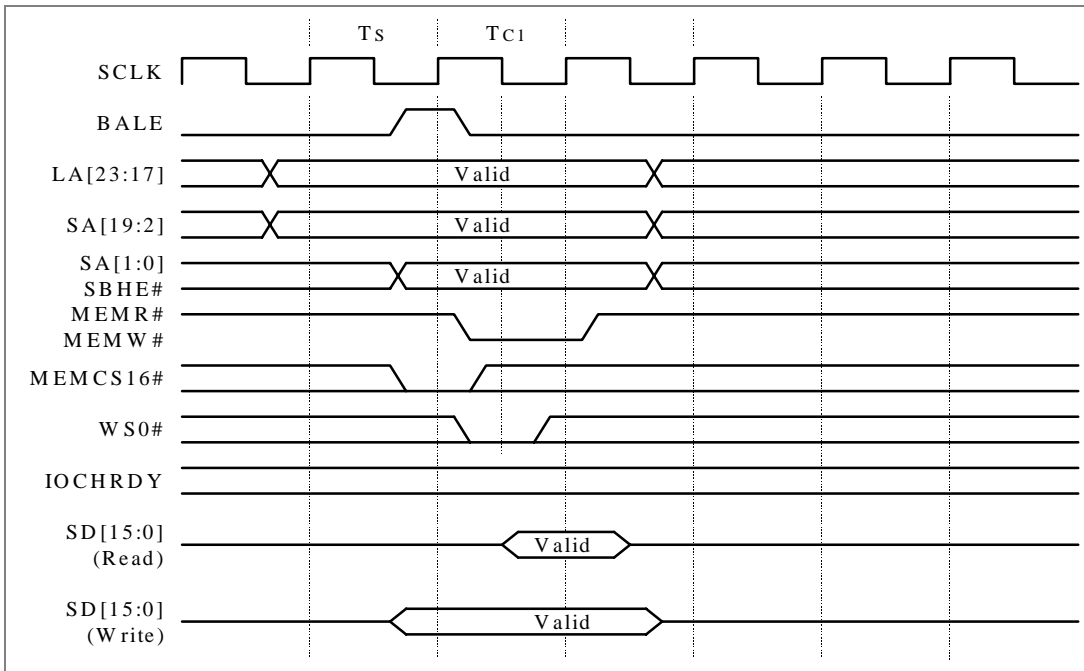 TS TC1
SCLK
BALE
LA[23:17] Valid
SA[19:2] Valid
SA[1:0] Valid
SBHE#
MEMR#
MEMW#
MEMCS16#
WS0#
IOCHRDY
SD[15:0] Valid
(Read)
SD[15:0] Valid
(Write)